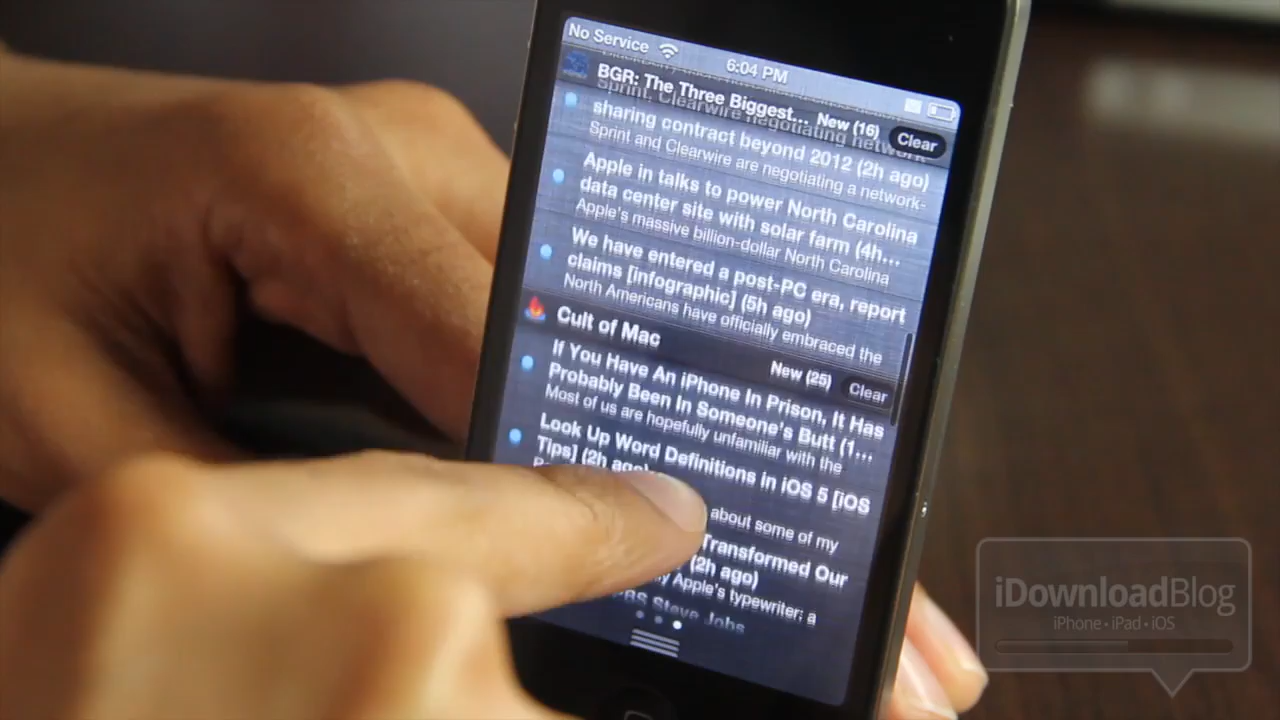 No Service
6:04 PM
BGR: The Three Biggest...
New (16)
Clear
Sprint, Clearwire negotiating network
sharing contract beyond 2012 (2h ago)
Sprint and Clearwire are negotiating a network-
Apple in talks to power North Carolina
data center site with solar farm (4h...
Apple's massive billion-dollar North Carolina
We have entered a post-PC era, report
claims [infographic] (5h ago)
North Americans have officially embraced the
Cult of Mac
New (25)
Clear
If You Have An iPhone In Prison, It Has
Probably Been In Someone's Butt (1...
Most of us are hopefully unfamiliar with the
Look Up Word Definitions in iOS 5 [iOS
Tips] (2h ago)
about some of my
Transformed Our
(2h ago)
Apple's typewriter; a
Steve Jobs
iDownloadBlog
iPhone • iPad • iOS